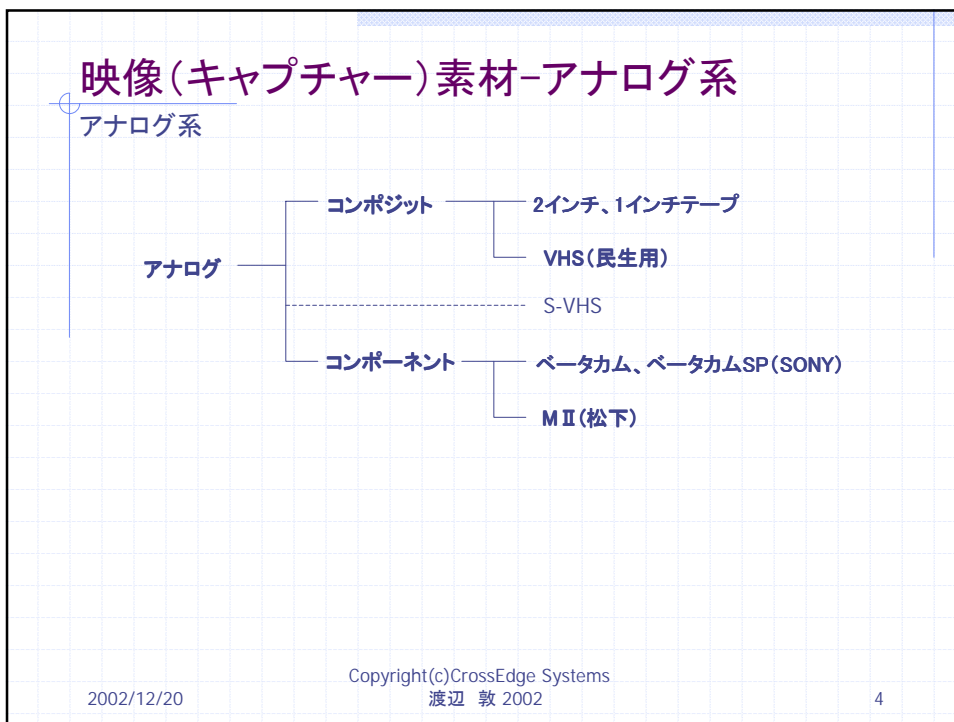 映像（キャプチャー）素材-アナログ系
アナログ系
コンポジット
2インチ、1インチテープ
VHS（民生用）
アナログ
S-VHS
コンポーネント
ベータカム、ベータカムSP（SONY）
MⅡ（松下）
Copyright(c)CrossEdge Systems
2002/12/20
渡辺 敦 2002
4